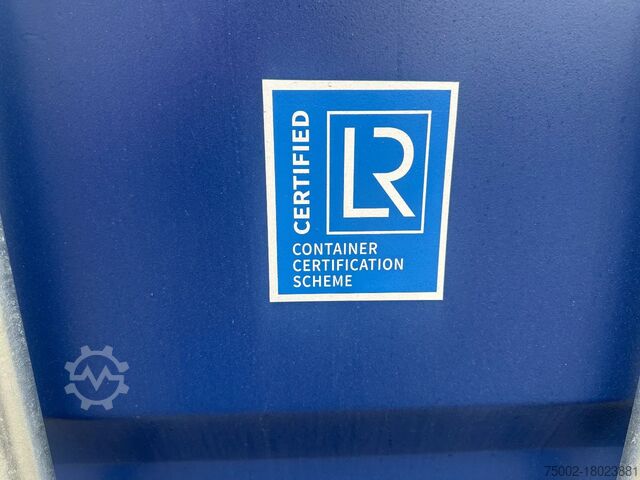 CERTIFIED
LR
CONTAINER
CERTIFICATION
SCHEME
75002-18023881